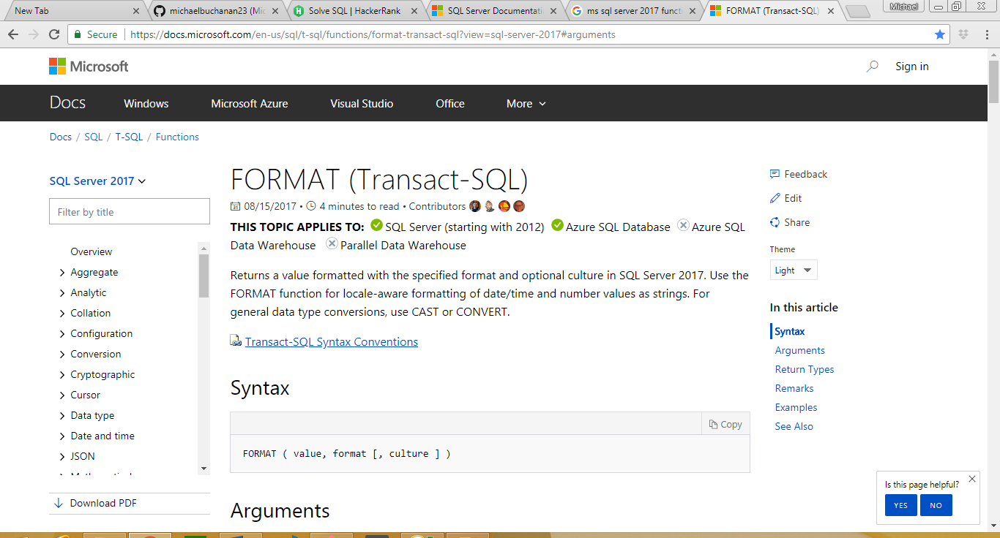 New Tab
michaelbuchanan23 (Mic
Solve SQL | HackerRank
SQL Server Documentati
ms sql server 2017 funct
FORMAT (Transact-SQL)
Michael
Secure
https://docs.microsoft.com/en-us/sql/t-sql/functions/format-transact-sql?view=sql-server-2017#arguments
Microsoft
Sign in
Docs Windows Microsoft Azure Visual Studio Office More
Docs / SQL / T-SQL / Functions
SQL Server 2017
Filter by title
Overview
Aggregate
Analytic
Collation
Configuration
Conversion
Cryptographic
Cursor
Data type
Date and time
JSON
Download PDF
FORMAT (Transact-SQL)
08/15/2017 • 4 minutes to read • Contributors
THIS TOPIC APPLIES TO: SQL Server (starting with 2012) Azure SQL Database Azure SQL
Data Warehouse Parallel Data Warehouse
Returns a value formatted with the specified format and optional culture in SQL Server 2017. Use the
FORMAT function for locale-aware formatting of date/time and number values as strings. For
general data type conversions, use CAST or CONVERT.
Transact-SQL Syntax Conventions
Syntax
Copy
FORMAT ( value, format [, culture ] )
Arguments
Feedback
Edit
Share
Theme
Light
In this article
Syntax
Arguments
Return Types
Remarks
Examples
See Also
Is this page helpful?
YES NO